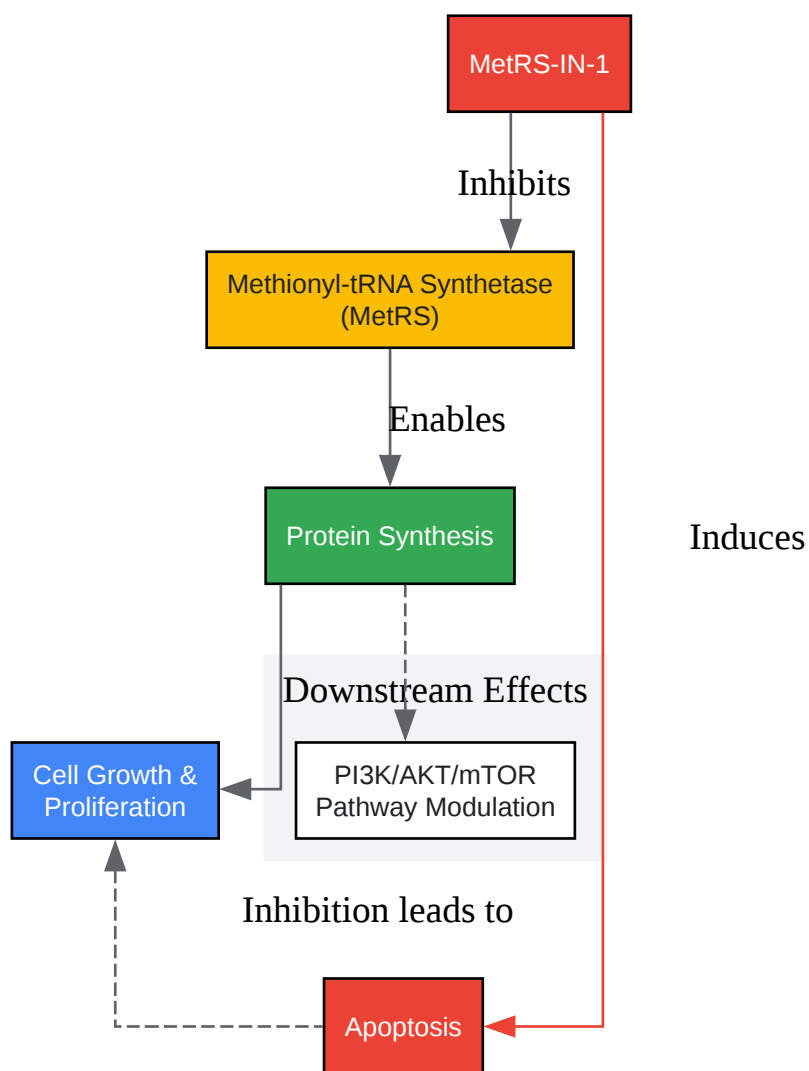 MetRS-IN-1
Inhibits
Methionyl-tRNA Synthetase
(MetRS)
Enables
Protein Synthesis
Induces
Downstream Effects
Cell Growth &
Proliferation
PI3K/AKT/mTOR
Pathway Modulation
Inhibition leads to
Apoptosis